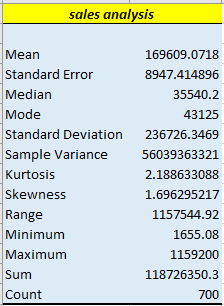 sales analysis
Mean 169609.0718
Standard Error 8947.414896
Median 35540.2
Mode 43125
Standard Deviation 236726.3469
Sample Variance 56039363321
Kurtosis 2.188633088
Skewness 1.696295217
Range 1157544.92
Minimum 1655.08
Maximum 1159200
Sum 118726350.3
Count 700